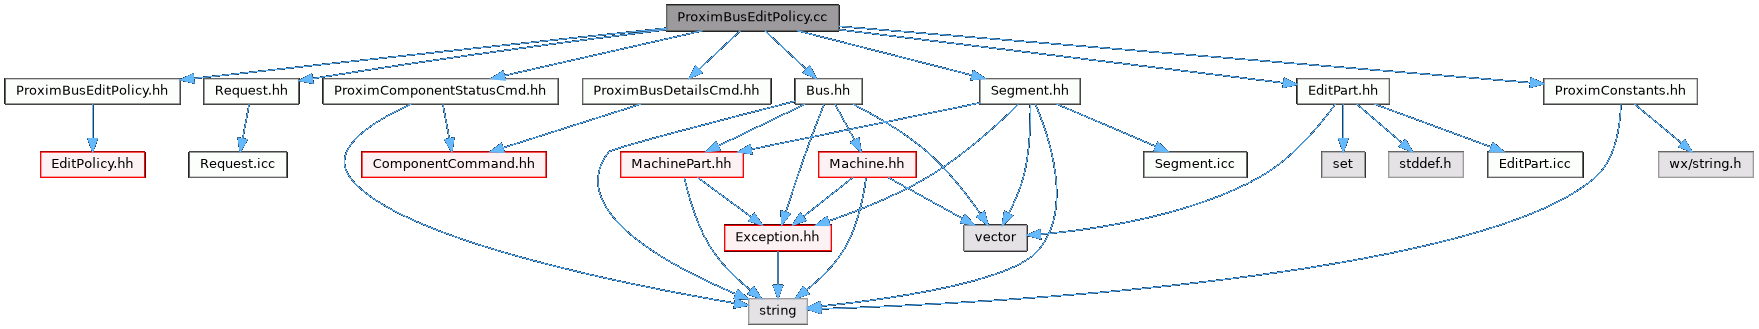 ProximBusEditPolicy.cc
ProximBusEditPolicy.hh
Request.hh
ProximComponentStatusCmd.hh
ProximBusDetailsCmd.hh
Bus.hh
Segment.hh
EditPart.hh
ProximConstants.hh
EditPolicy.hh
Request.icc
ComponentCommand.hh
MachinePart.hh
Machine.hh
Segment.icc
set
stddef.h
EditPart.icc
wx/string.h
Exception.hh
vector
string